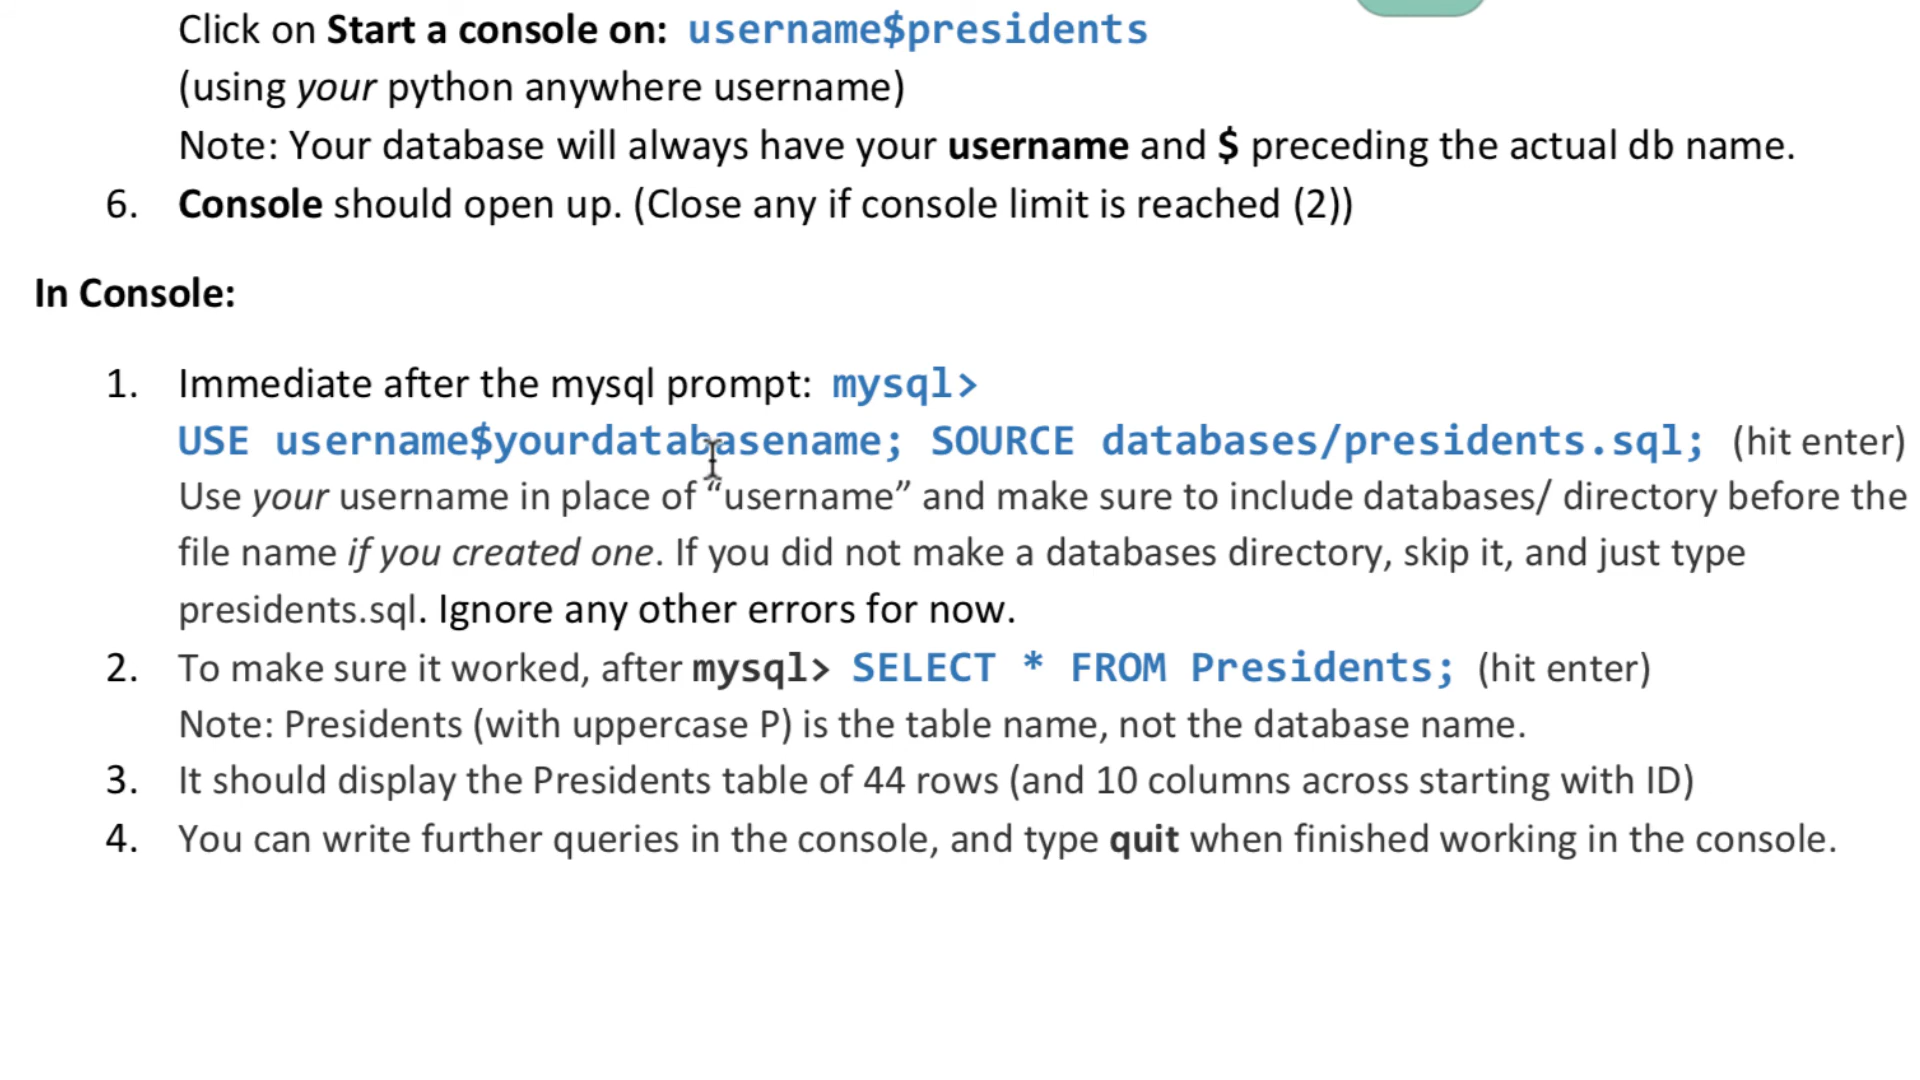 Click on Start a console on: username$presidents
(using your python anywhere username)
Note: Your database will always have your username and $ preceding the actual db name.
6. Console should open up. (Close any if console limit is reached (2))
In Console:
1. Immediate after the mysql prompt: mysql>
USE username$yourdatabasename; SOURCE databases/presidents.sql; (hit enter)
Use your username in place of “username” and make sure to include databases/ directory before the
file name if you created one. If you did not make a databases directory, skip it, and just type
presidents.sql. Ignore any other errors for now.
2. To make sure it worked, after mysql> SELECT * FROM Presidents; (hit enter)
Note: Presidents (with uppercase P) is the table name, not the database name.
3. It should display the Presidents table of 44 rows (and 10 columns across starting with ID)
4. You can write further queries in the console, and type quit when finished working in the console.